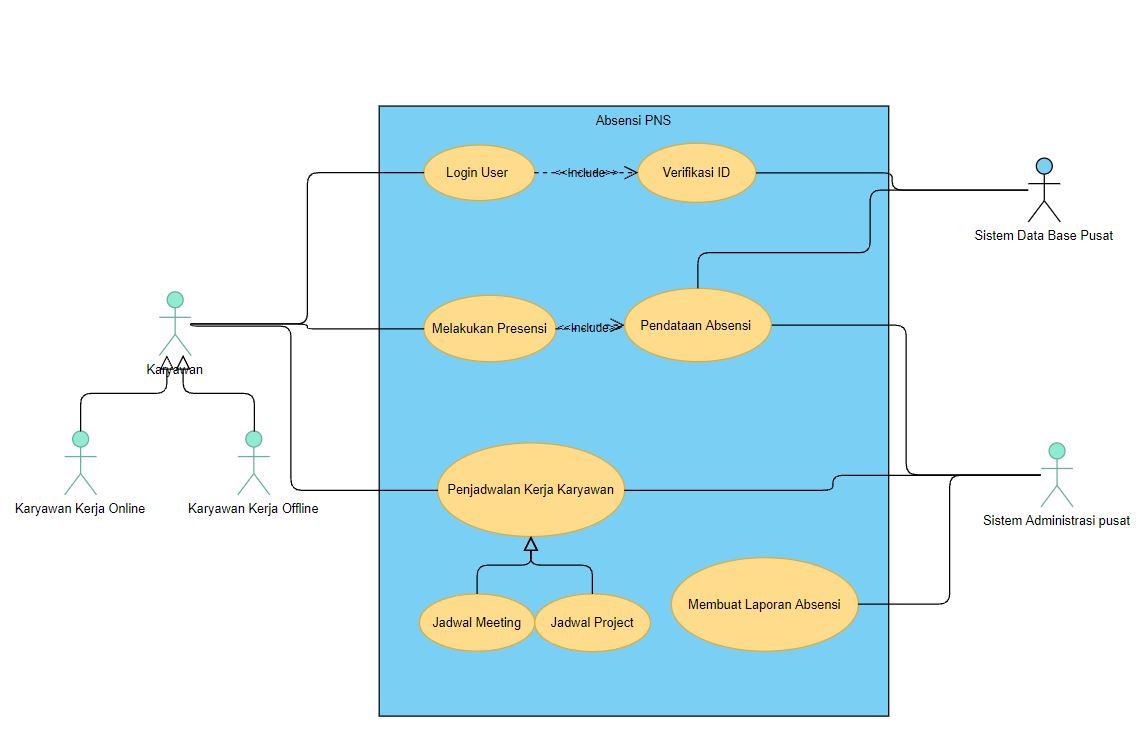 Absensi PNS
Login User
<<Include>>
Verifikasi ID
Sistem Data Base Pusat
Melakukan Presensi
<<Include>>
Pendataan Absensi
Karyawan
Karyawan Kerja Online
Karyawan Kerja Offline
Penjadwalan Kerja Karyawan
Sistem Administrasi pusat
Membuat Laporan Absensi
Jadwal Meeting
Jadwal Project